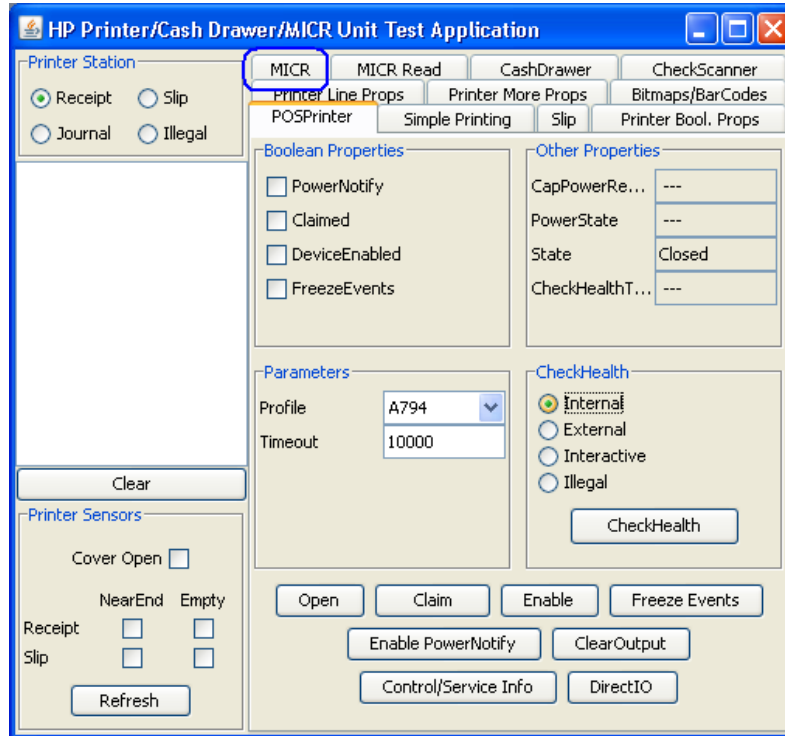 HP Printer/Cash Drawer/MICR Unit Test Application
Printer Station
Receipt Slip
Journal Illegal
Clear
Printer Sensors
Cover Open
NearEnd Empty
Receipt
Slip
Refresh
MICR MICR Read CashDrawer CheckScanner
Printer Line Props Printer More Props Bitmaps/BarCodes
POSPrinter Simple Printing Slip Printer Bool. Props
Boolean Properties
PowerNotify
Claimed
DeviceEnabled
FreezeEvents
Other Properties
CapPowerRe... ---
PowerState ---
State Closed
CheckHealthT... ---
Parameters
Profile A794
Timeout 10000
CheckHealth
Internal
External
Interactive
Illegal
CheckHealth
Open Claim Enable Freeze Events
Enable PowerNotify ClearOutput
Control/Service Info DirectIO